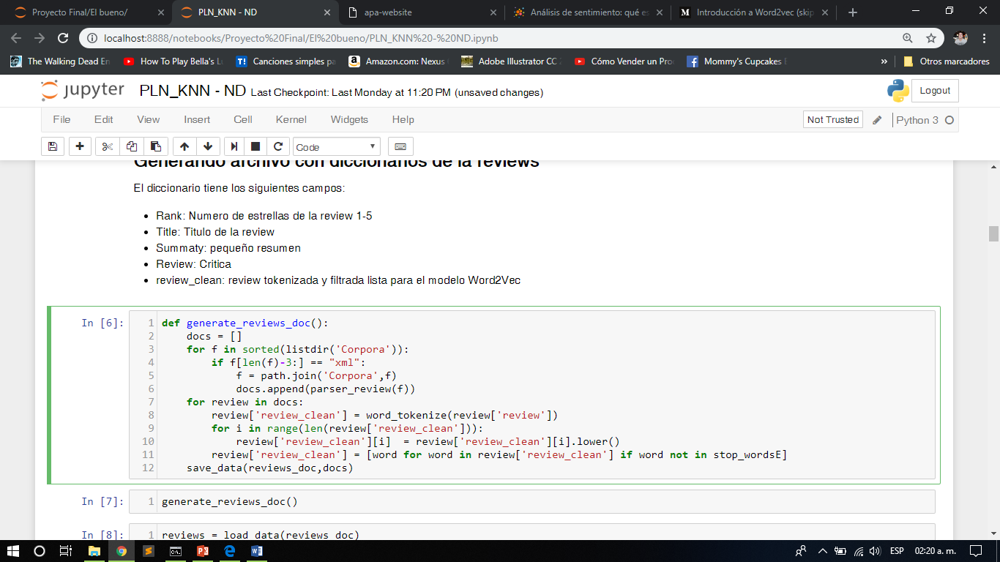 Proyecto Final/El bueno/
PLN_KNN - ND
apa-website
Análisis de sentimiento: qué es
Introducción a Word2vec (skip
localhost:8888/notebooks/Proyecto%20Final/El%20bueno/PLN_KNN%20-%20ND.ipynb
The Walking Dead En
How To Play Bella's Lu
Canciones simples pa
Amazon.com: Nexus
Adobe Illustrator CC 2
Cómo Vender un Pro
Mommy's Cupcakes E
»
Otros marcadores
jupyter PLN_KNN - ND Last Checkpoint: Last Monday at 11:20 PM (unsaved changes)
Logout
File Edit View Insert Cell Kernel Widgets Help
Not Trusted
Python 3
Code
Generando archivo con diccionarios de la reviews
El diccionario tiene los siguientes campos:
• Rank: Numero de estrellas de la review 1-5
• Title: Titulo de la review
• Summaty: pequeño resumen
• Review: Critica
• review_clean: review tokenizada y filtrada lista para el modelo Word2Vec
In [6]:
1 def generate_reviews_doc():
2     docs = []
3     for f in sorted(listdir('Corpora')):
4         if f[len(f)-3:] == "xml":
5             f = path.join('Corpora',f)
6             docs.append(parser_review(f))
7     for review in docs:
8         review['review_clean'] = word_tokenize(review['review'])
9         for i in range(len(review['review_clean'])):
10             review['review_clean'][i]  = review['review_clean'][i].lower()
11         review['review_clean'] = [word for word in review['review_clean'] if word not in stop_wordsE]
12     save_data(reviews_doc,docs)
In [7]:
1 generate_reviews_doc()
In [8]:
1 reviews = load_data(reviews_doc)
ESP
02:20 a. m.